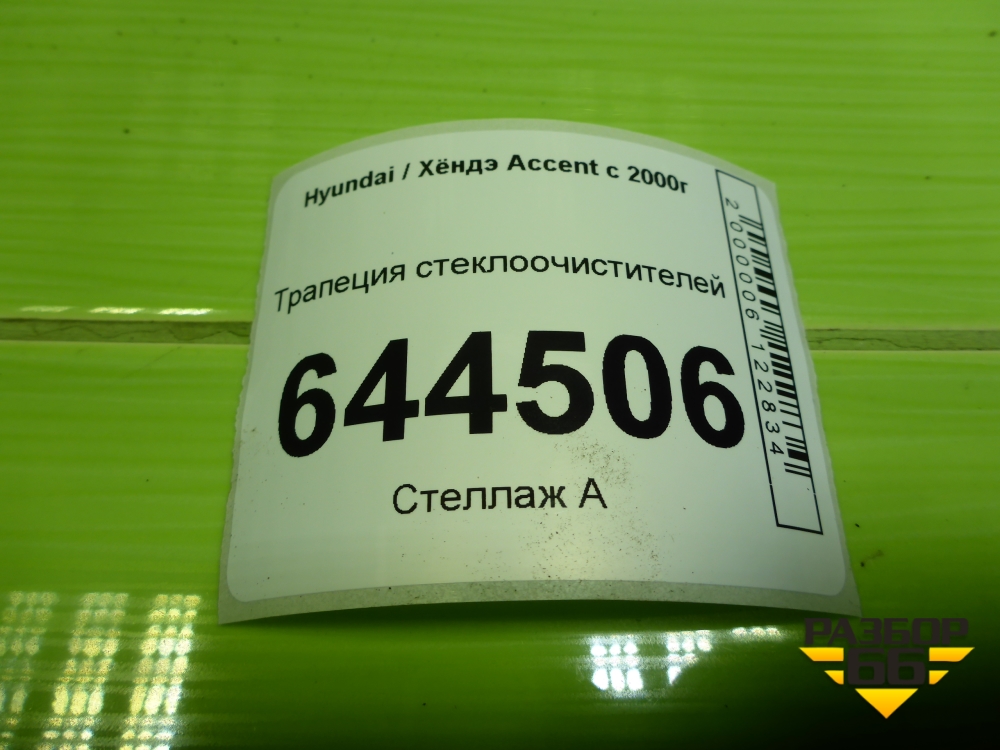 Hyundai / Хёндэ Accent с 2000г
Трапеция стеклоочистителей
644506
Стеллаж А
2000006122834
РАЗБОР
66